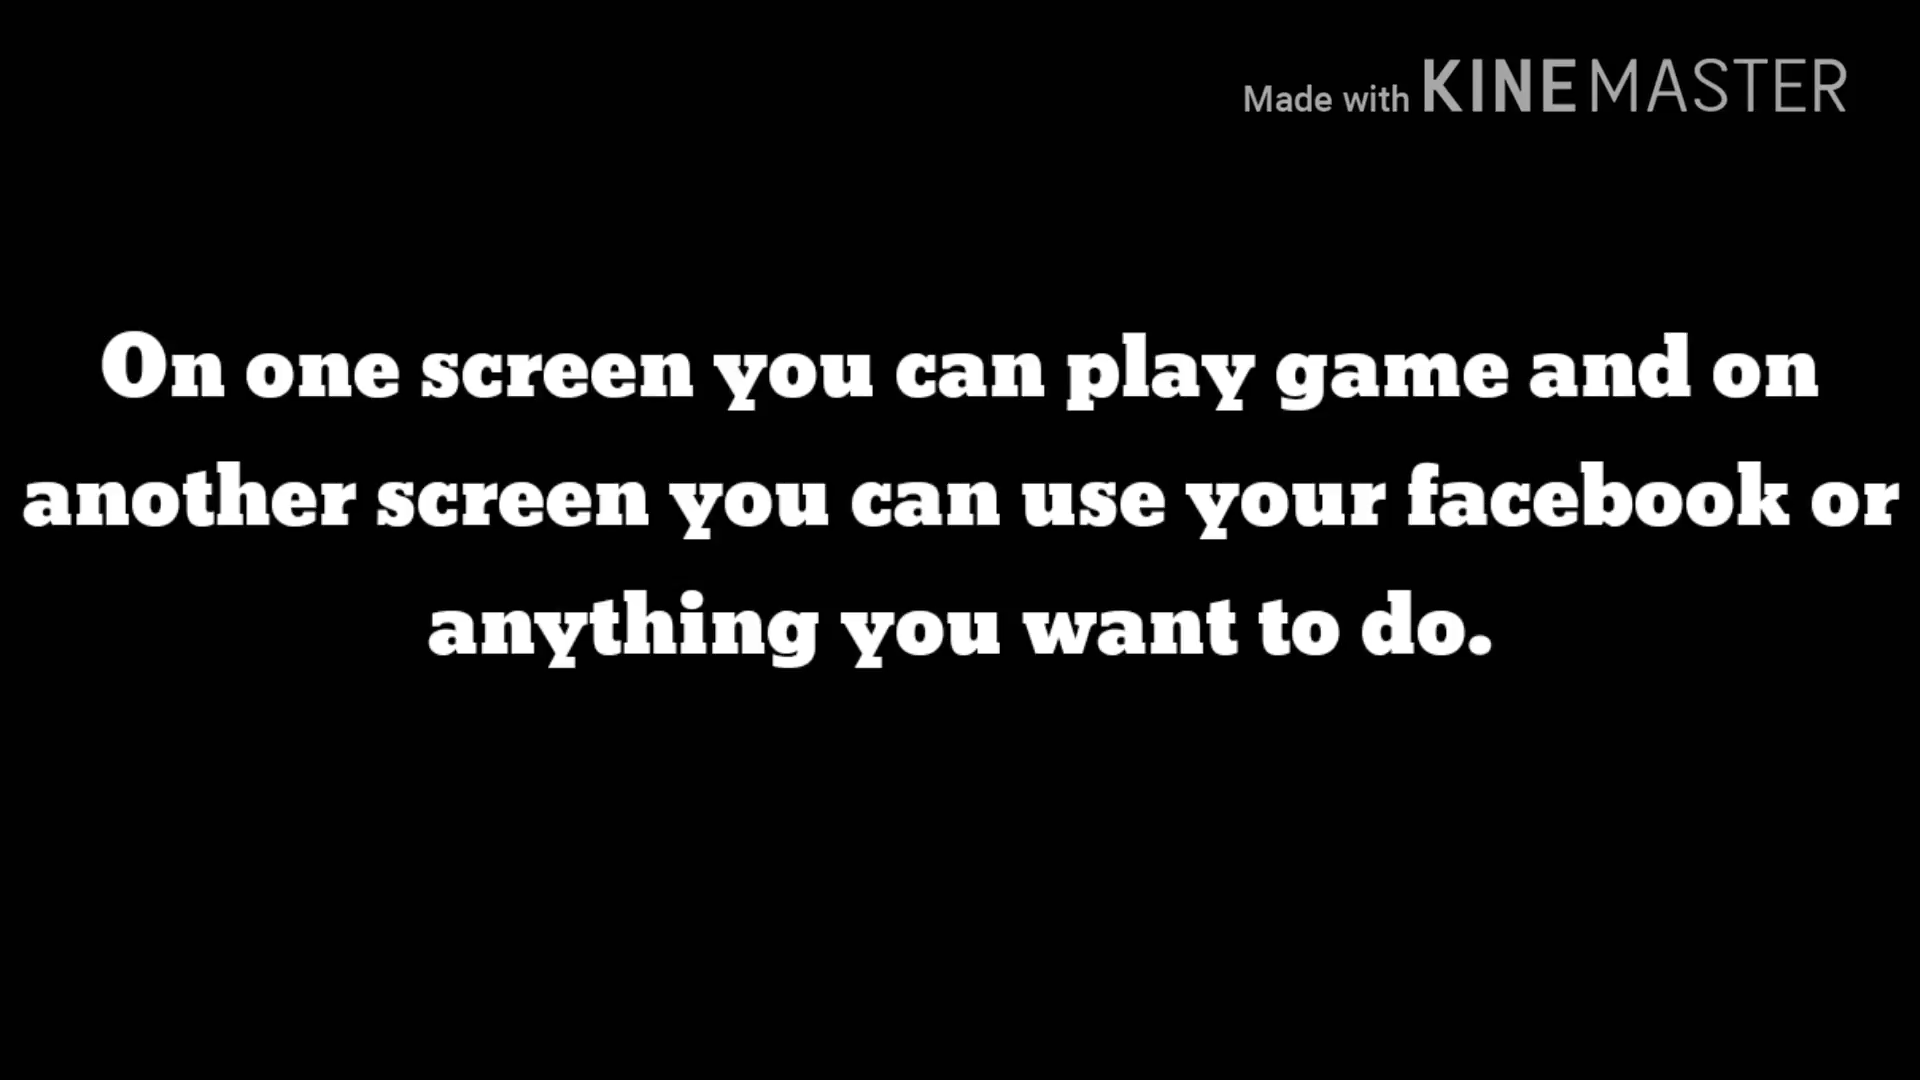 Made with KINEMASTER
On one screen you can play game and on
another screen you can use your facebook or
anything you want to do.